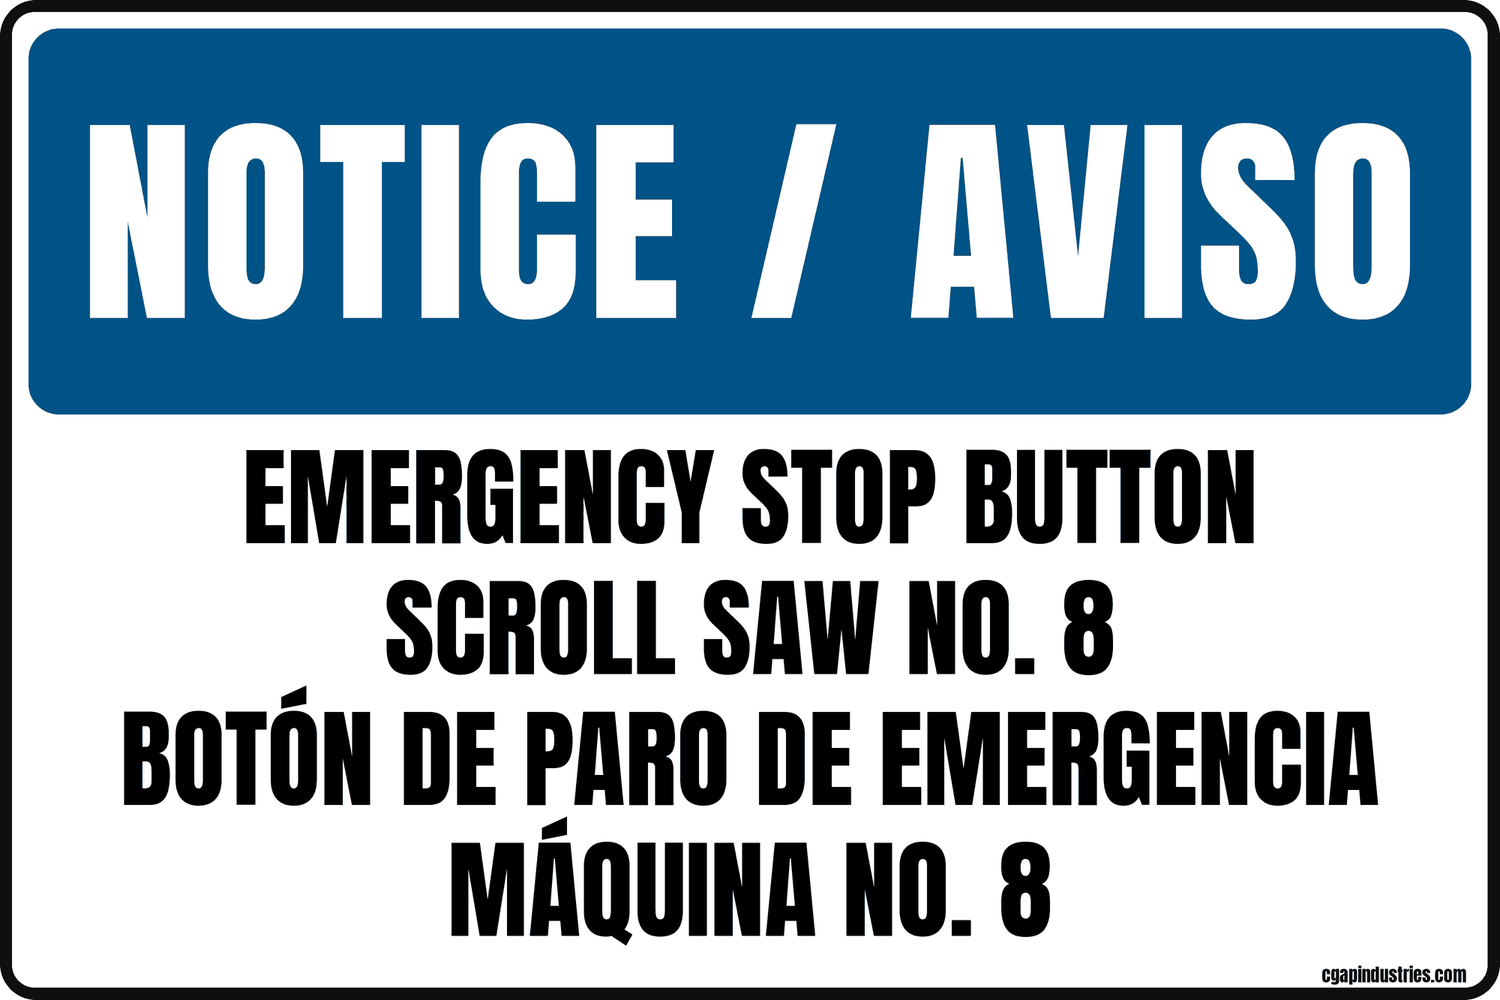 NOTICE / AVISO
EMERGENCY STOP BUTTON
SCROLL SAW NO. 8
BOTÓN DE PARO DE EMERGENCIA
MÁQUINA NO. 8
cgapindustries.com